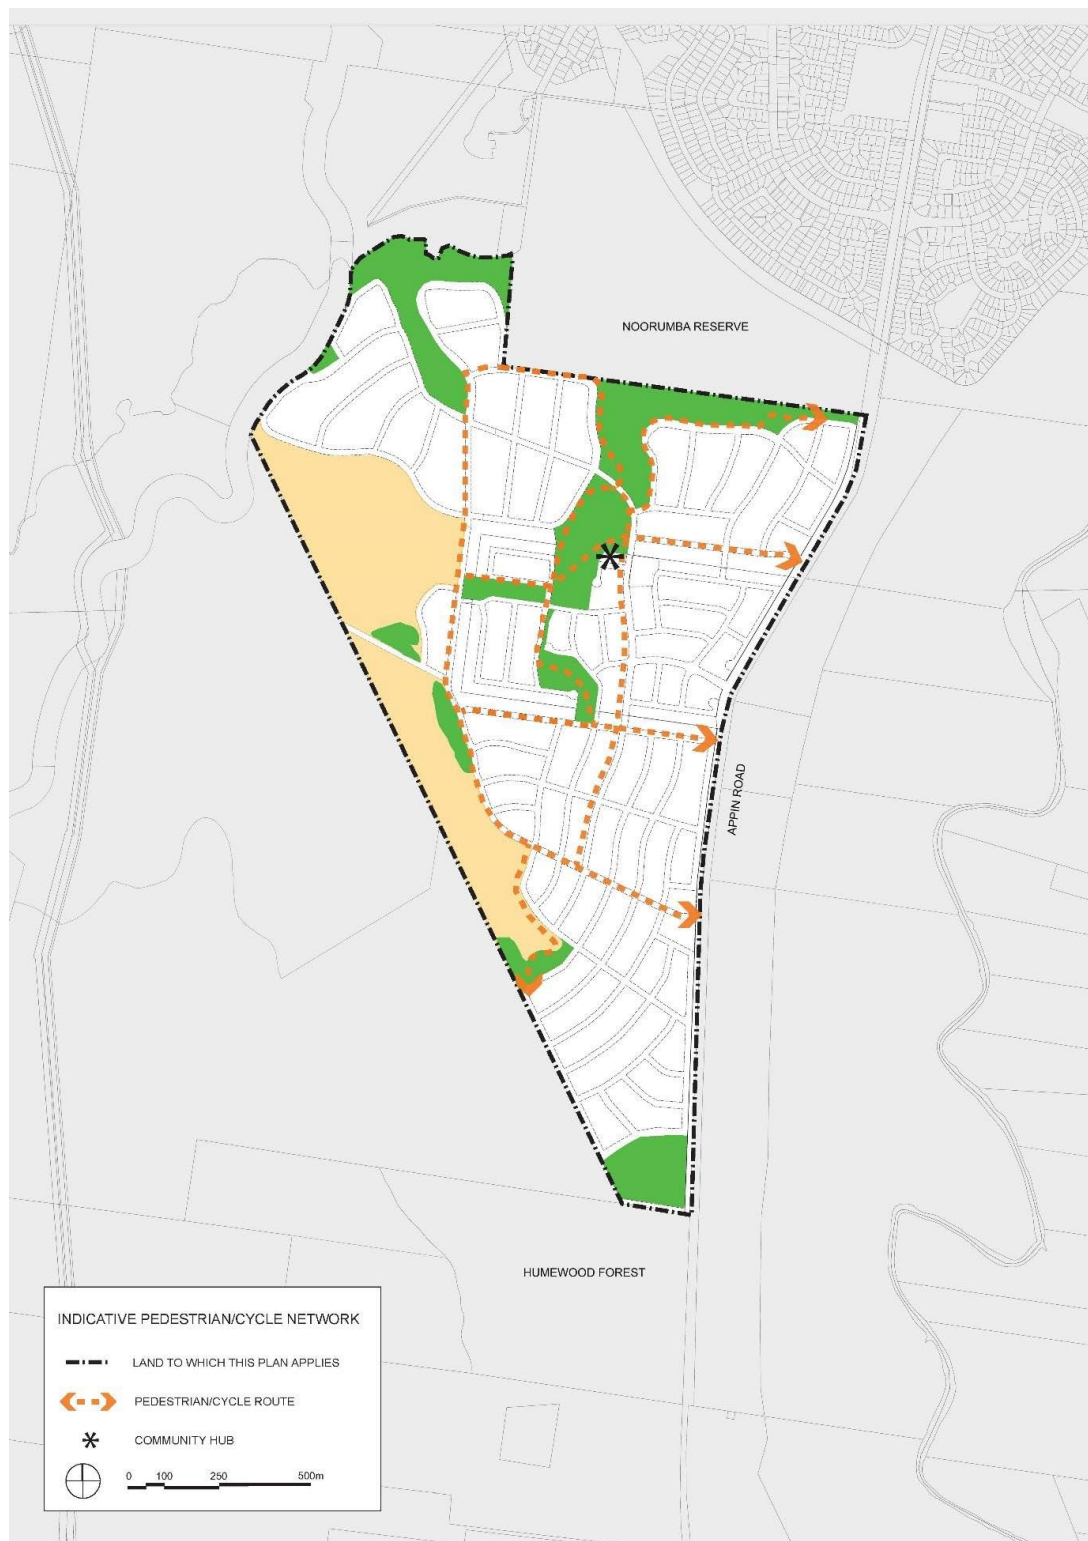 NOORUMBA RESERVE
APPIN ROAD
HUMEWOOD FOREST
INDICATIVE PEDESTRIAN/CYCLE NETWORK
LAND TO WHICH THIS PLAN APPLIES
PEDESTRIAN/CYCLE ROUTE
COMMUNITY HUB
0 100 250 500m